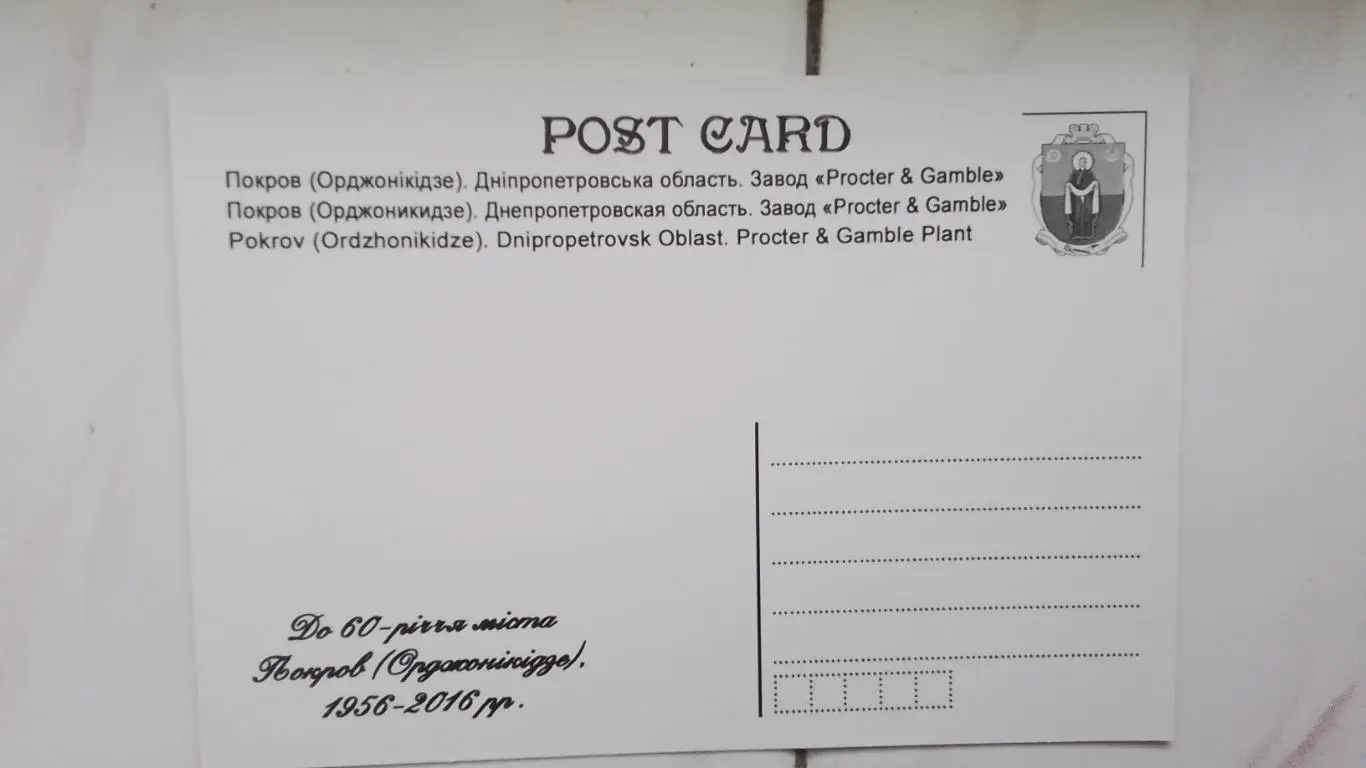 POST CARD
Покров (Орджонікідзе). Дніпропетровська область. Завод «Procter & Gamble»
Покров (Орджоникидзе). Днепропетровская область. Завод «Procter & Gamble»
Pokrov (Ordzhonikidze). Dnipropetrovsk Oblast. Procter & Gamble Plant
До 60-річчя міста
Покров (Орджонікідзе).
1956-2016 рр.